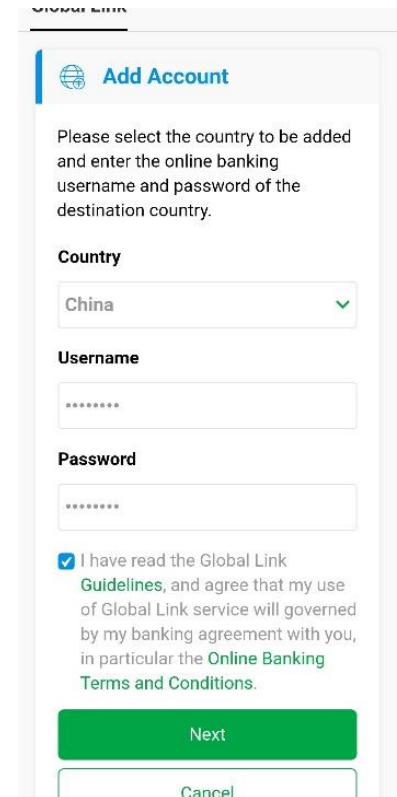 Global Link
Add Account
Please select the country to be added
and enter the online banking
username and password of the
destination country.
Country
China
Username
••••••••
Password
••••••••
I have read the Global Link
Guidelines, and agree that my use
of Global Link service will governed
by my banking agreement with you,
in particular the Online Banking
Terms and Conditions.
Next
Cancel